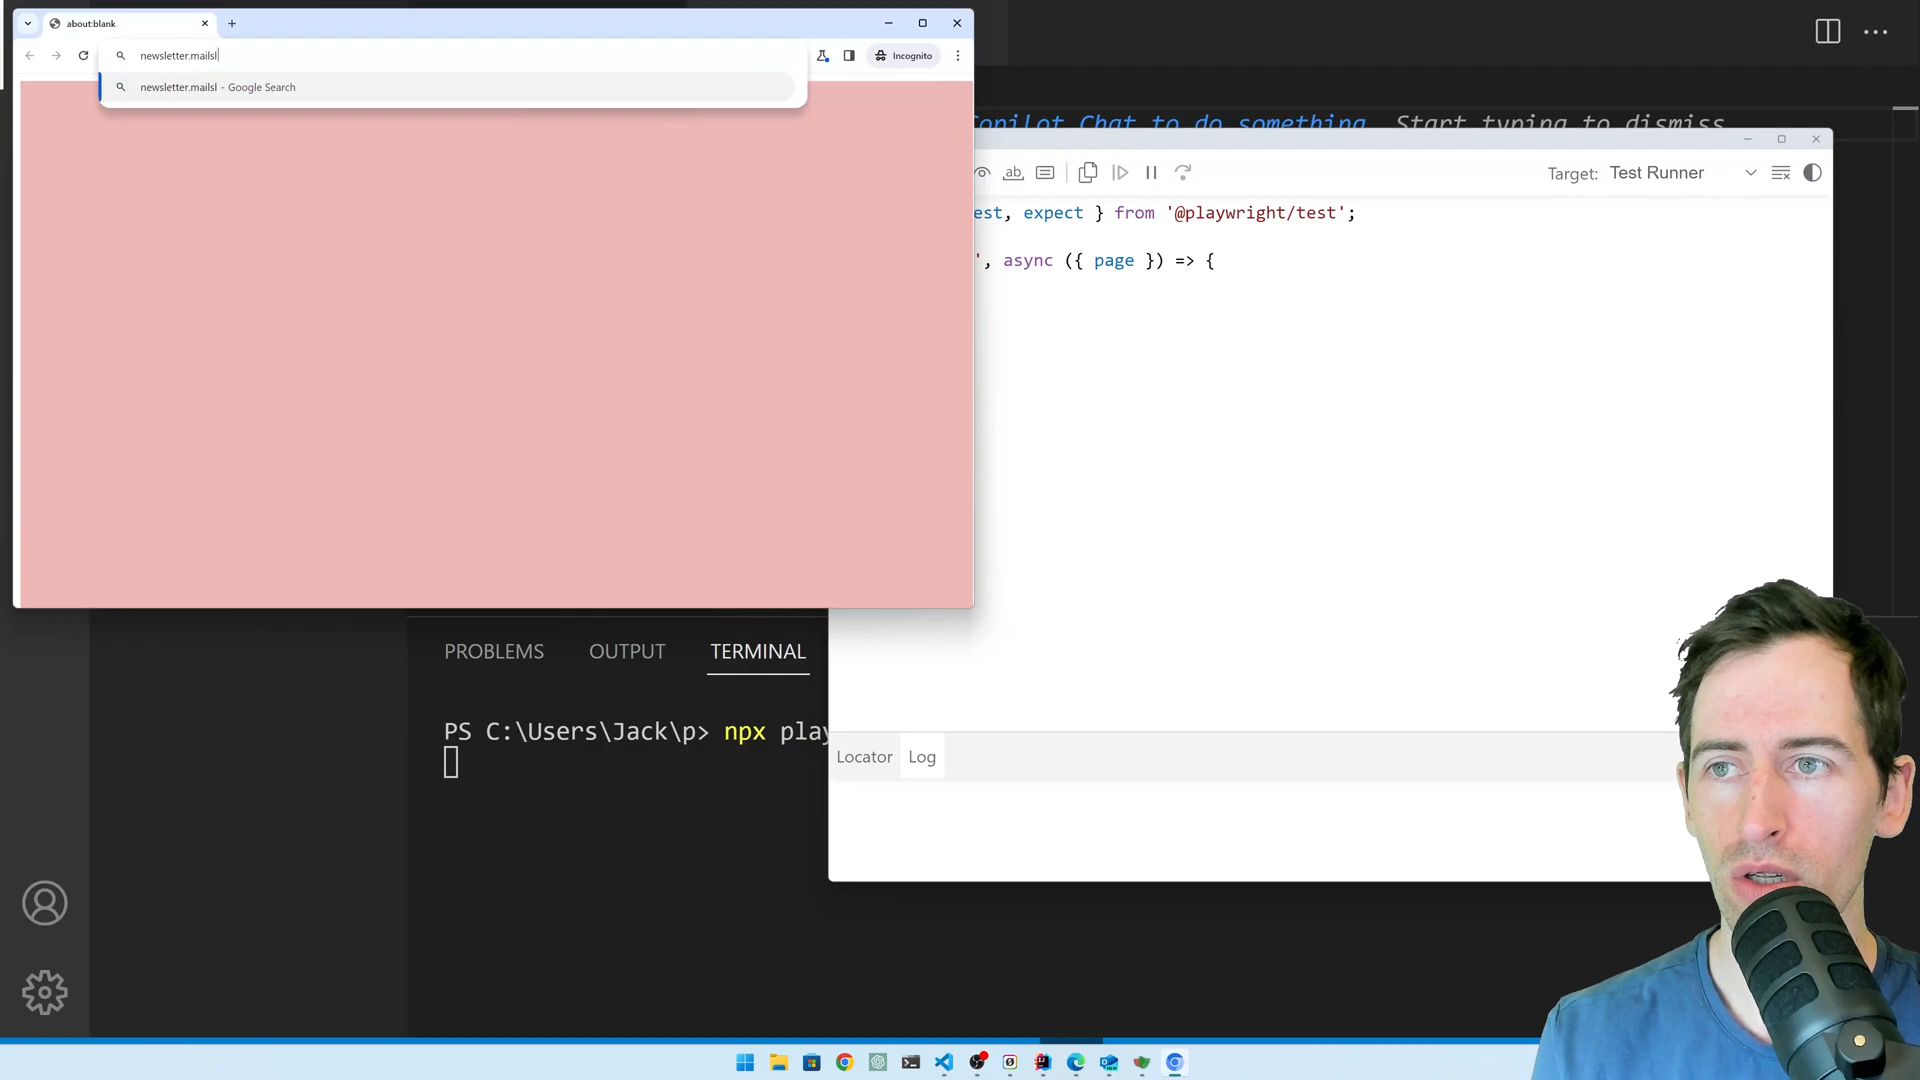 about:blank
newsletter.mailsl
Incognito
newsletter.mailsl - Google Search
Copilot Chat to do something. Start typing to dismiss
Target: Test Runner
est, expect } from '@playwright/test';
', async ({ page }) => {
PROBLEMS OUTPUT TERMINAL
PS C:\Users\Jack\p> npx play
Locator Log